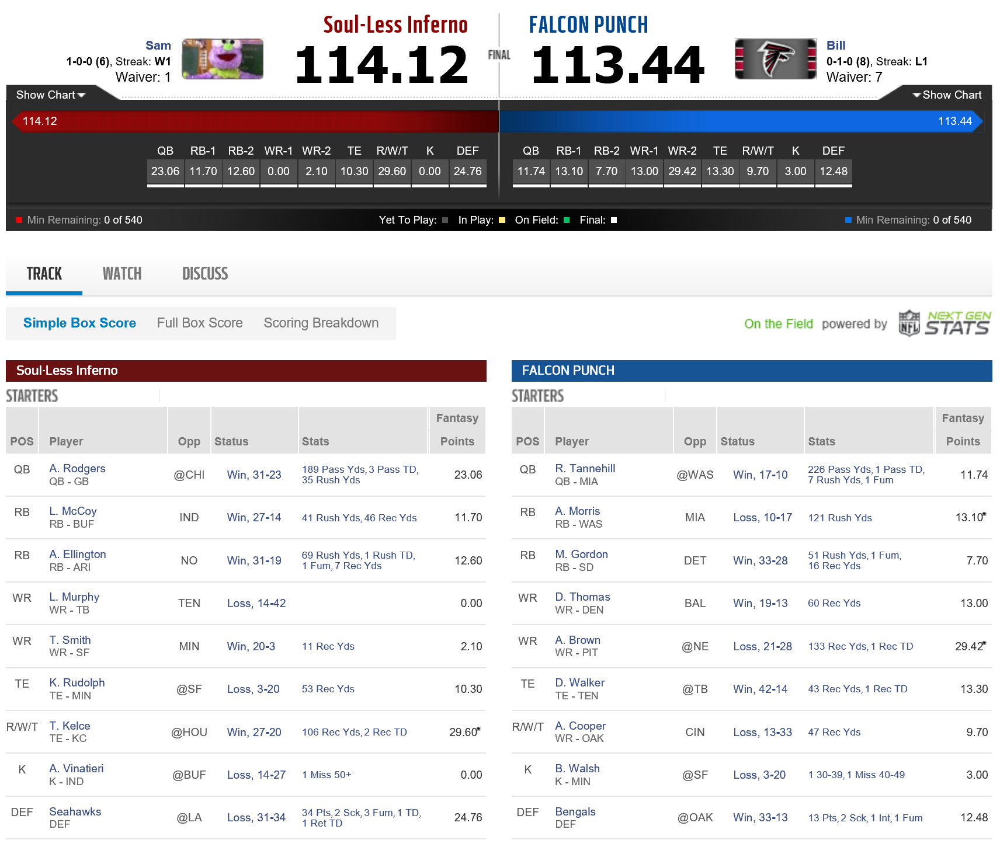 Soul-Less Inferno
FALCON PUNCH
Sam
1-0-0 (6), Streak: W1
Waiver: 1
114.12
FINAL
113.44
Bill
0-1-0 (8), Streak: L1
Waiver: 7
Show Chart
Show Chart
114.12
113.44
QB RB-1 RB-2 WR-1 WR-2 TE R/W/T K DEF
23.06 11.70 12.60 0.00 2.10 10.30 29.60 0.00 24.76
QB RB-1 RB-2 WR-1 WR-2 TE R/W/T K DEF
11.74 13.10 7.70 13.00 29.42 13.30 9.70 3.00 12.48
Min Remaining: 0 of 540
Yet To Play: In Play: On Field: Final:
Min Remaining: 0 of 540
TRACK WATCH DISCUSS
Simple Box Score Full Box Score Scoring Breakdown
On the Field powered by
NFL
NEXT GEN
STATS
Soul-Less Inferno
STARTERS
Fantasy
POS Player Opp Status Stats Points
QB A. Rodgers @CHI Win, 31-23 189 Pass Yds, 3 Pass TD, 23.06
QB - GB 35 Rush Yds
RB L. McCoy IND Win, 27-14 41 Rush Yds, 46 Rec Yds 11.70
RB - BUF
RB A. Ellington NO Win, 31-19 69 Rush Yds, 1 Rush TD, 12.60
RB - ARI 1 Fum, 7 Rec Yds
WR L. Murphy TEN Loss, 14-42 0.00
WR - TB
WR T. Smith MIN Win, 20-3 11 Rec Yds 2.10
WR - SF
TE K. Rudolph @SF Loss, 3-20 53 Rec Yds 10.30
TE - MIN
R/W/T T. Kelce @HOU Win, 27-20 106 Rec Yds, 2 Rec TD 29.60*
TE - KC
K A. Vinatieri @BUF Loss, 14-27 1 Miss 50+ 0.00
K - IND
DEF Seahawks @LA Loss, 31-34 34 Pts, 2 Sck, 3 Fum, 1 TD, 24.76
DEF 1 Ret TD
FALCON PUNCH
STARTERS
Fantasy
POS Player Opp Status Stats Points
QB R. Tannehill @WAS Win, 17-10 226 Pass Yds, 1 Pass TD, 11.74
QB - MIA 7 Rush Yds, 1 Fum
RB A. Morris MIA Loss, 10-17 121 Rush Yds 13.10*
RB - WAS
RB M. Gordon DET Win, 33-28 51 Rush Yds, 1 Fum, 7.70
RB - SD 16 Rec Yds
WR D. Thomas BAL Win, 19-13 60 Rec Yds 13.00
WR - DEN
WR A. Brown @NE Loss, 21-28 133 Rec Yds, 1 Rec TD 29.42*
WR - PIT
TE D. Walker @TB Win, 42-14 43 Rec Yds, 1 Rec TD 13.30
TE - TEN
R/W/T A. Cooper CIN Loss, 13-33 47 Rec Yds 9.70
WR - OAK
K B. Walsh @SF Loss, 3-20 1 30-39, 1 Miss 40-49 3.00
K - MIN
DEF Bengals @OAK Win, 33-13 13 Pts, 2 Sck, 1 Int, 1 Fum 12.48
DEF